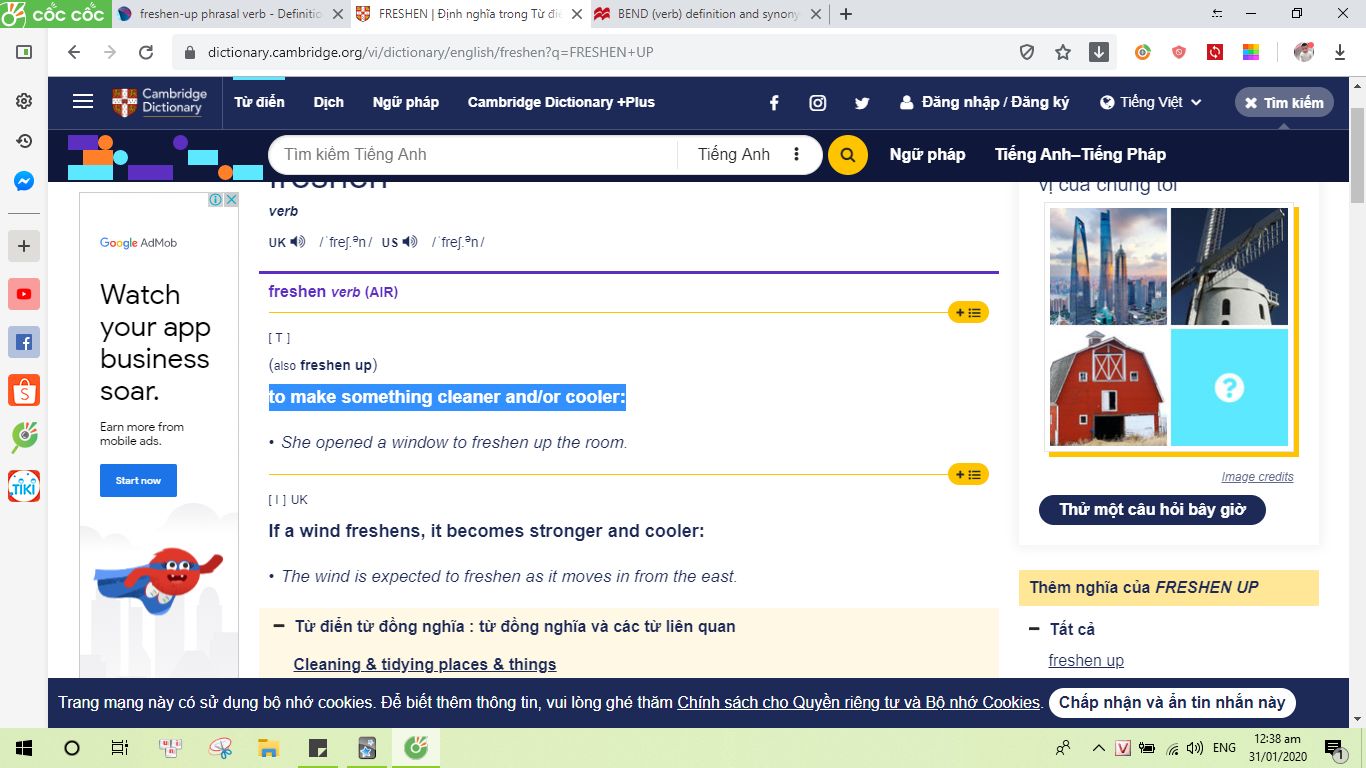 cốc cốc
freshen-up phrasal verb - Definitio
FRESHEN | Định nghĩa trong Từ điể
BEND (verb) definition and synony
dictionary.cambridge.org/vi/dictionary/english/freshen?q=FRESHEN+UP
Cambridge
Dictionary
Từ điển
Dịch
Ngữ pháp
Cambridge Dictionary +Plus
Đăng nhập / Đăng ký
Tiếng Việt
Tìm kiếm
Tìm kiếm Tiếng Anh
Tiếng Anh
Ngữ pháp
Tiếng Anh–Tiếng Pháp
Google AdMob
Watch
your app
business
soar.
Earn more from
mobile ads.
Start now
freshen
verb
UK /ˈfreʃ.ᵊn/ US /ˈfreʃ.ᵊn/
freshen verb (AIR)
[ T ]
(also freshen up)
to make something cleaner and/or cooler:
• She opened a window to freshen up the room.
[ I ] UK
If a wind freshens, it becomes stronger and cooler:
• The wind is expected to freshen as it moves in from the east.
Từ điển từ đồng nghĩa : từ đồng nghĩa và các từ liên quan
Cleaning & tidying places & things
vị của chúng tôi
?
Image credits
Thử một câu hỏi bây giờ
Thêm nghĩa của FRESHEN UP
Tất cả
freshen up
TIKI
Trang mạng này có sử dụng bộ nhớ cookies. Để biết thêm thông tin, vui lòng ghé thăm Chính sách cho Quyền riêng tư và Bộ nhớ Cookies.
Chấp nhận và ẩn tin nhắn này
V
ENG
12:38 am
31/01/2020
1